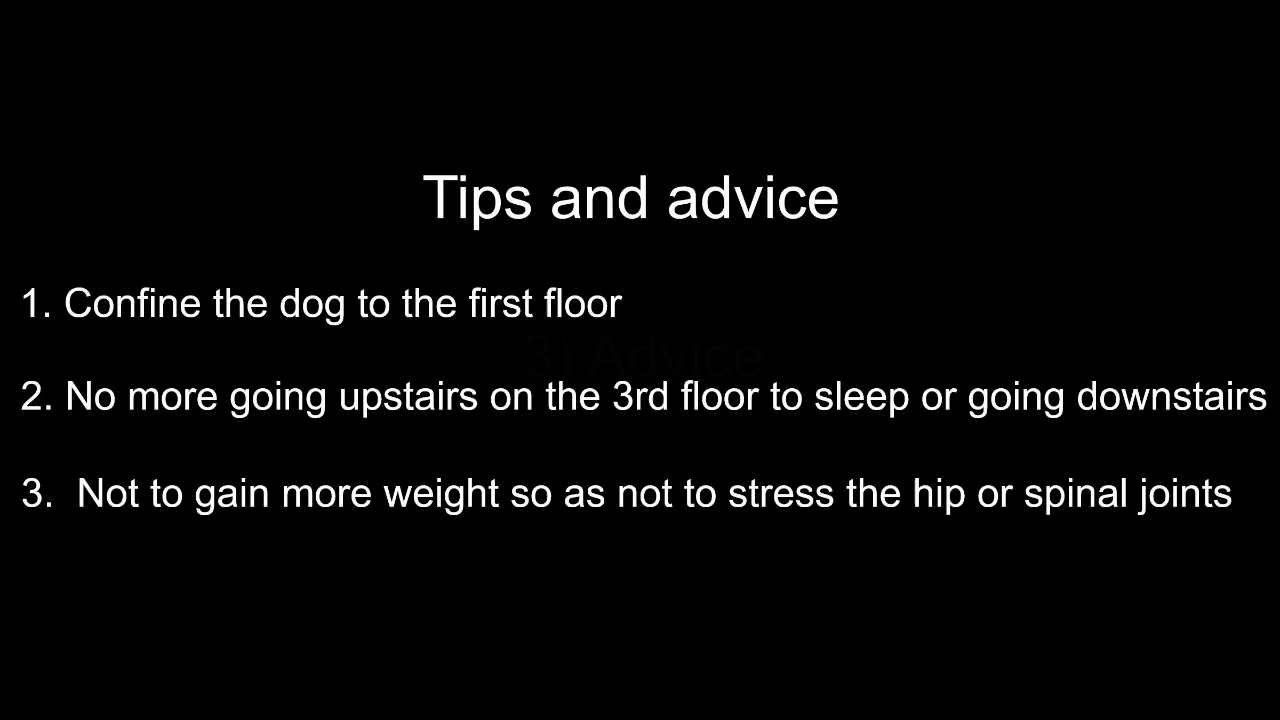 Tips and advice
1. Confine the dog to the first floor
3) Advice
2. No more going upstairs on the 3rd floor to sleep or going downstairs
3.  Not to gain more weight so as not to stress the hip or spinal joints